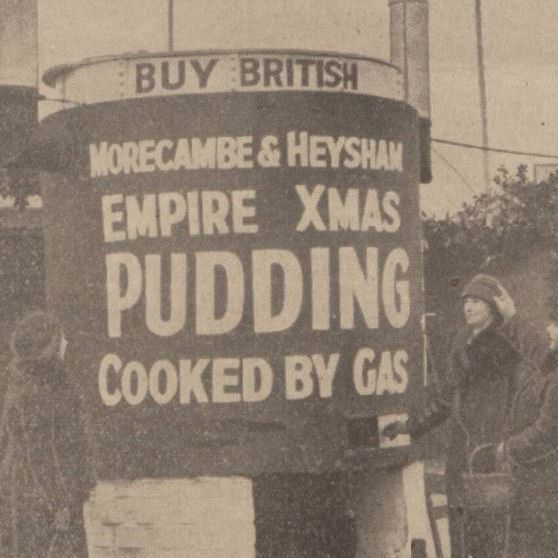 BUY BRITISH
MORECAMBE & HEYSHAM
EMPIRE XMAS
PUDDING
COOKED BY GAS